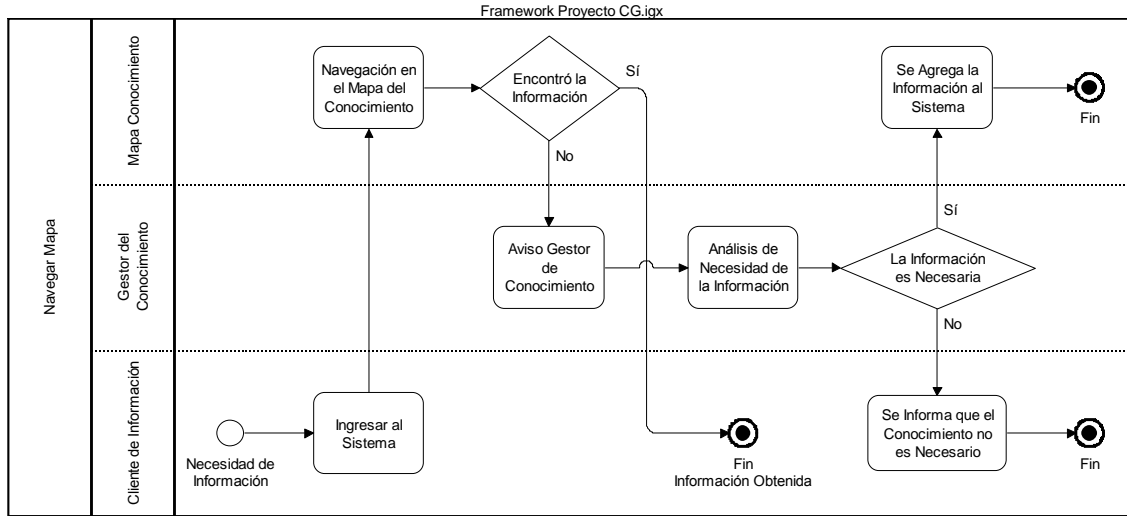 Framework Proyecto CG.igx
Navegar Mapa
Mapa Conocimiento
Navegación en
el Mapa del
Conocimiento
Encontró la
Información
Sí
No
Se Agrega la
Información al
Sistema
Fin
Gestor del
Conocimiento
Aviso Gestor
de
Conocimiento
Análisis de
Necesidad de
la Información
La Información
es Necesaria
Sí
No
Cliente de Información
Necesidad de
Información
Ingresar al
Sistema
Fin
Información Obtenida
Se Informa que el
Conocimiento no
es Necesario
Fin